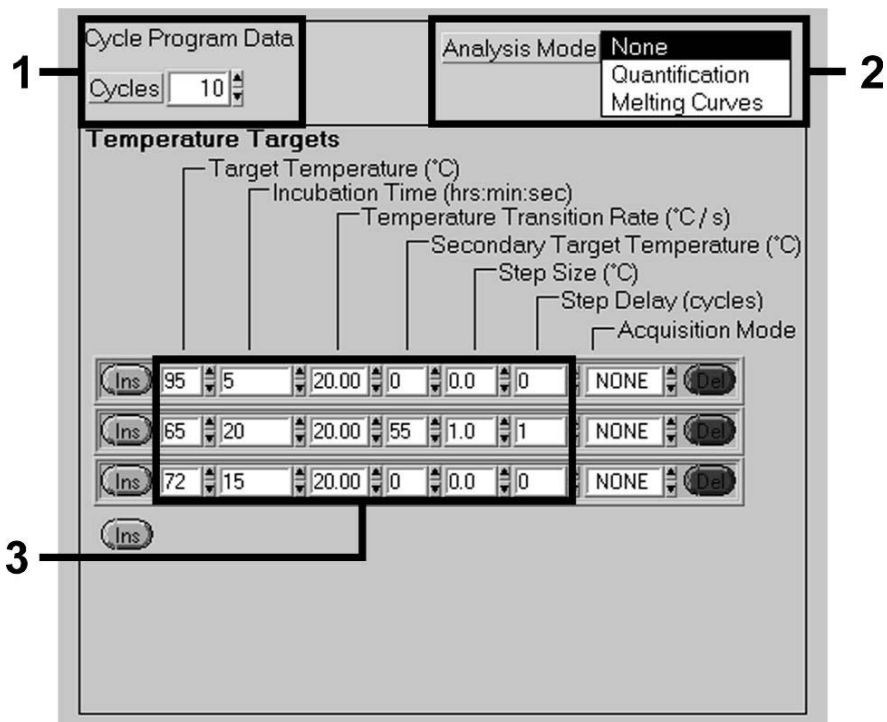 Cycle Program Data
1
Cycles 10
Analysis Mode None
Quantification
Melting Curves
2
Temperature Targets
Target Temperature (°C)
Incubation Time (hrs:min:sec)
Temperature Transition Rate (°C / s)
Secondary Target Temperature (°C)
Step Size (°C)
Step Delay (cycles)
Acquisition Mode
Ins 95 5 20.00 0 0.0 0 NONE Del
Ins 65 20 20.00 55 1.0 1 NONE Del
Ins 72 15 20.00 0 0.0 0 NONE Del
Ins
3